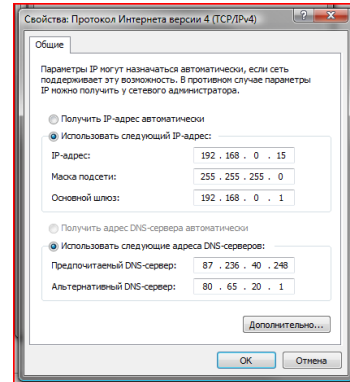 Свойства: Протокол Интернета версии 4 (TCP/IPv4)
Общие
Параметры IP могут назначаться автоматически, если сеть
поддерживает эту возможность. В противном случае параметры
IP можно получить у сетевого администратора.
Получить IP-адрес автоматически
Использовать следующий IP-адрес:
IP-адрес: 192 . 168 . 0 . 15
Маска подсети: 255 . 255 . 255 . 0
Основной шлюз: 192 . 168 . 0 . 1
Получить адрес DNS-сервера автоматически
Использовать следующие адреса DNS-серверов:
Предпочитаемый DNS-сервер: 87 . 236 . 40 . 248
Альтернативный DNS-сервер: 80 . 65 . 20 . 1
Дополнительно...
ОК Отмена